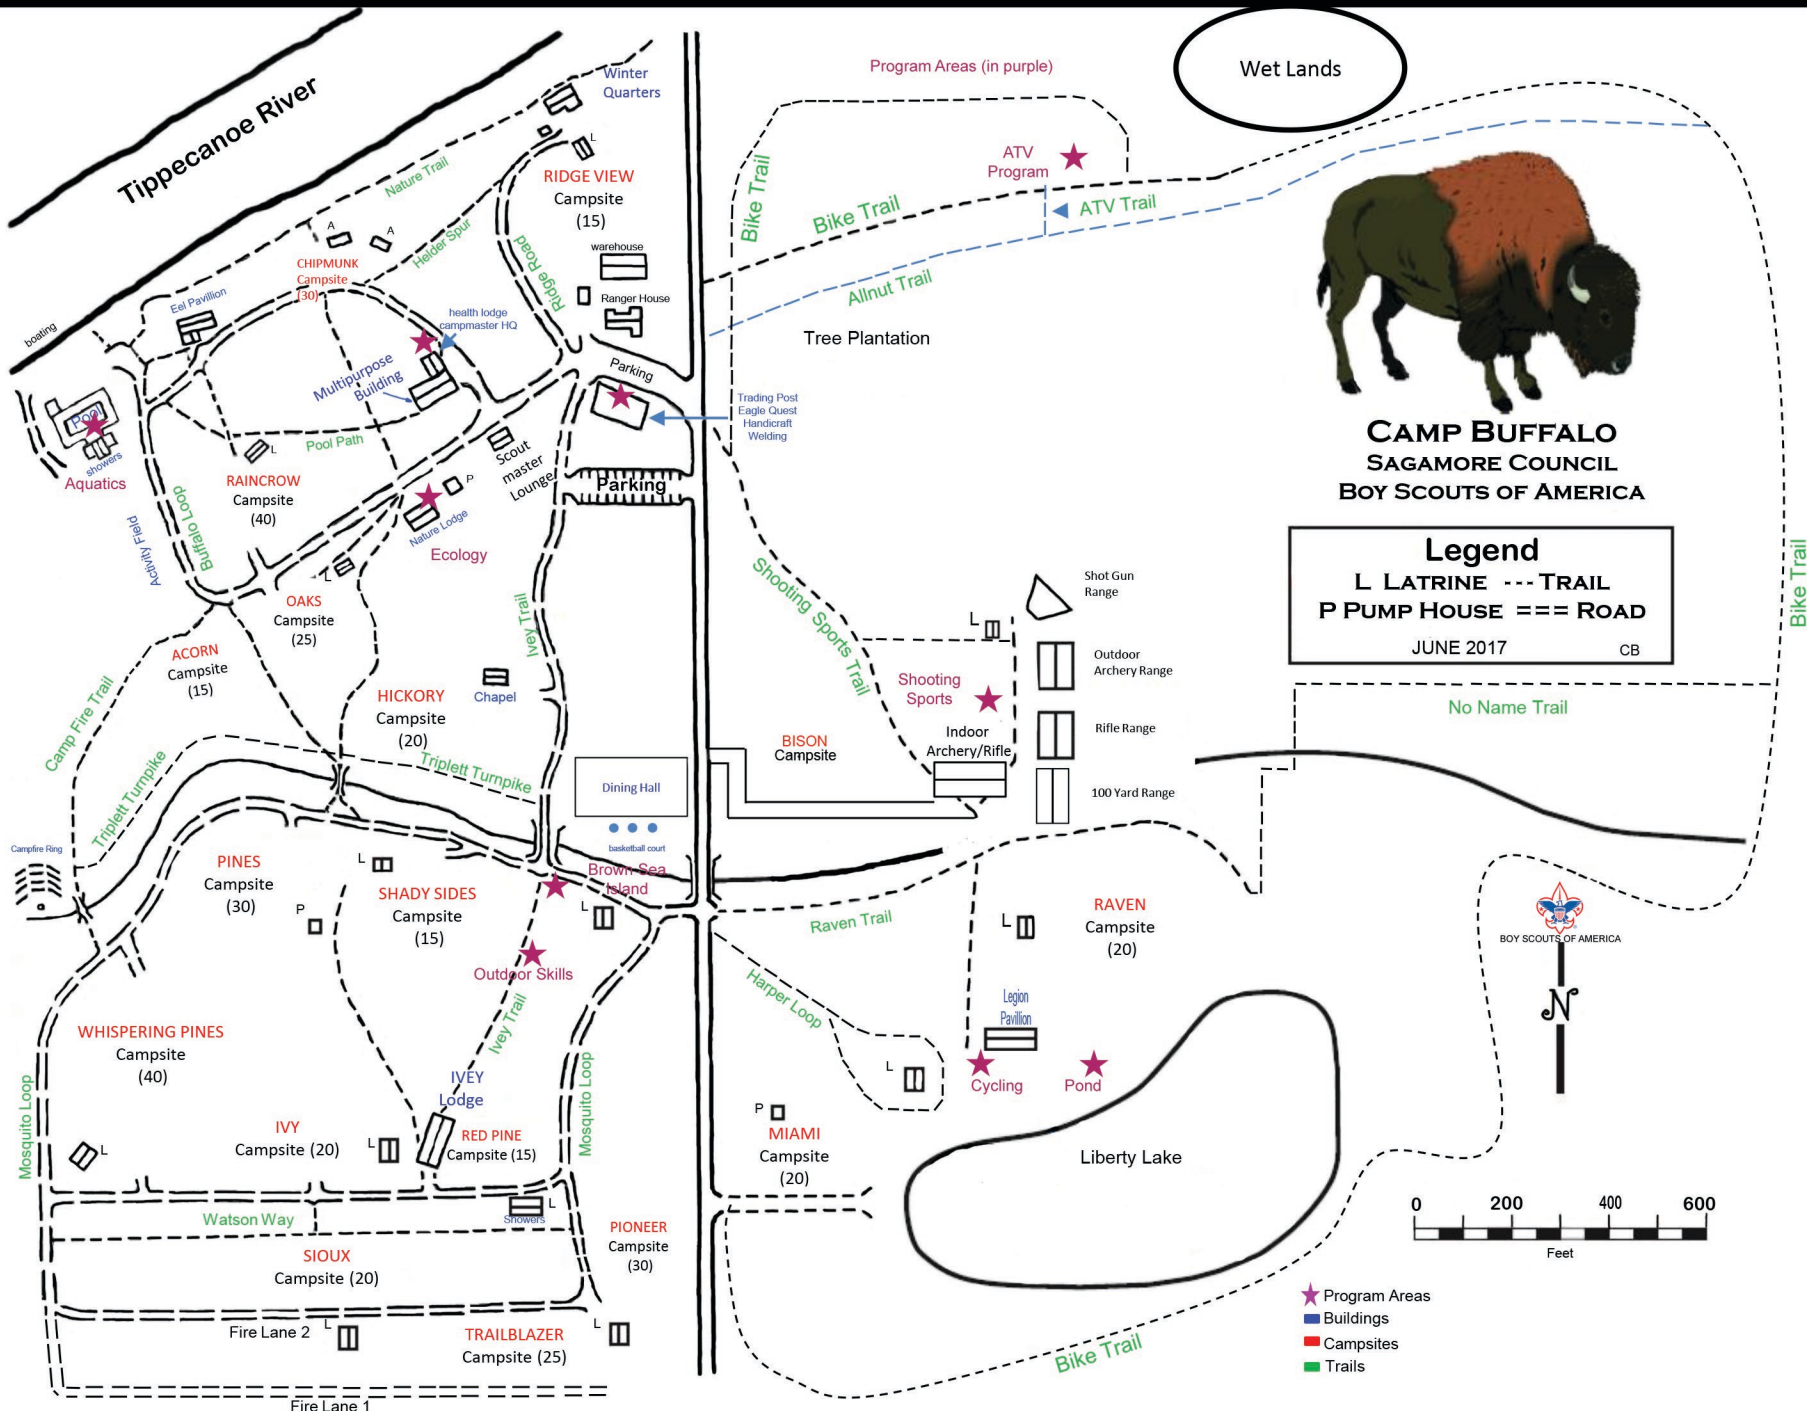 Tippecanoe River
Winter
Quarters
Program Areas (in purple)
Wet Lands
L
Nature Trail
RIDGE VIEW
Campsite
(15)
ATV
Program
Bike Trail
Bike Trail
ATV Trail
A
A
Helder Spur
CHIPMUNK
Campsite
(30)
Ridge Road
warehouse
Ranger House
Allnut Trail
Tree Plantation
boating
Eel Pavillion
health lodge
campmaster HQ
Multipurpose
Building
Parking
Trading Post
Eagle Quest
Handicraft
Welding
Pool
showers
Aquatics
Pool Path
L
RAINCROW
Campsite
(40)
Scout
master
Lounge
P
Parking
Nature Lodge
Ecology
Activity Field
Buffalo Loop
L
OAKS
Campsite
(25)
Ivey Trail
Shooting Sports Trail
CAMP BUFFALO
SAGAMORE COUNCIL
BOY SCOUTS OF AMERICA
Legend
L LATRINE --- TRAIL
P PUMP HOUSE === ROAD
JUNE 2017 CB
Bike Trail
Shot Gun
Range
L
Outdoor
Archery Range
Shooting
Sports
Rifle Range
Indoor
Archery/Rifle
100 Yard Range
No Name Trail
ACORN
Campsite
(15)
Camp Fire Trail
HICKORY
Campsite
(20)
Chapel
BISON
Campsite
Triplett Turnpike
Triplett Turnpike
Dining Hall
basketball court
Campfire Ring
Brown Sea
Island
PINES
Campsite
(30)
L
SHADY SIDES
Campsite
(15)
P
L
Outdoor Skills
Raven Trail
L
RAVEN
Campsite
(20)
BOY SCOUTS OF AMERICA
N
Harper Loop
Legion
Pavillion
WHISPERING PINES
Campsite
(40)
Ivey Trail
IVEY
Lodge
Mosquito Loop
Mosquito Loop
L
Cycling
Pond
P
MIAMI
Campsite
(20)
Liberty Lake
L
IVY
Campsite (20)
L
RED PINE
Campsite (15)
Watson Way
L
Showers
PIONEER
Campsite
(30)
SIOUX
Campsite (20)
0 200 400 600
Feet
Fire Lane 2
L
TRAILBLAZER
Campsite (25)
L
Bike Trail
Program Areas
Buildings
Campsites
Trails
Fire Lane 1